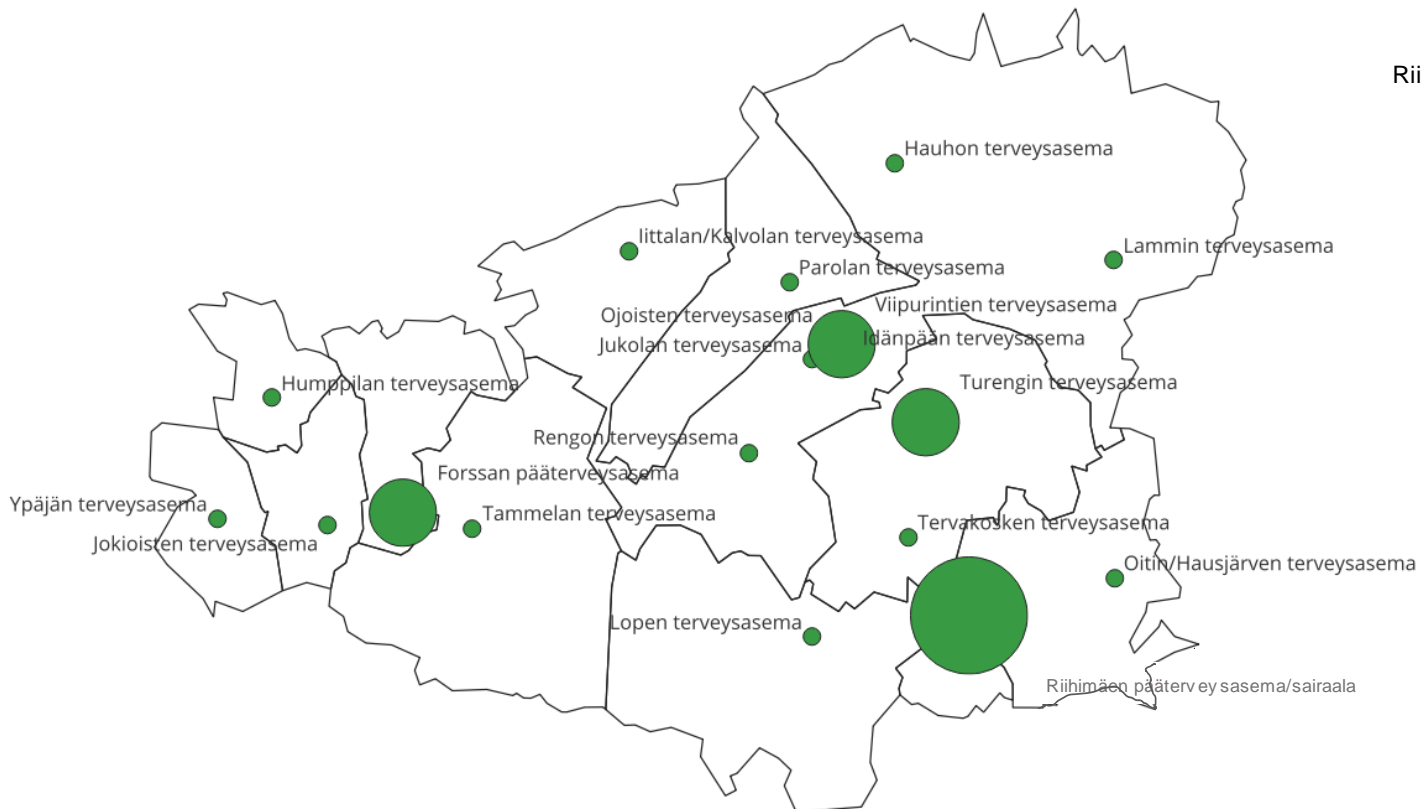 Rii
Hauhon terveysasema
Iittalan/Kalvolan terveysasema
Lammin terveysasema
Parolan terveysasema
Viipurintien terveysasema
Ojoisten terveysasema
Idänpään terveysasema
Jukolan terveysasema
Humppilan terveysasema
Turengin terveysasema
Rengon terveysasema
Forssan pääterveysasema
Ypäjän terveysasema
Tammelan terveysasema
Tervakosken terveysasema
Jokioisten terveysasema
Oitin/Hausjärven terveysasema
Lopen terveysasema
Riihimäen pääterveysasema/sairaala